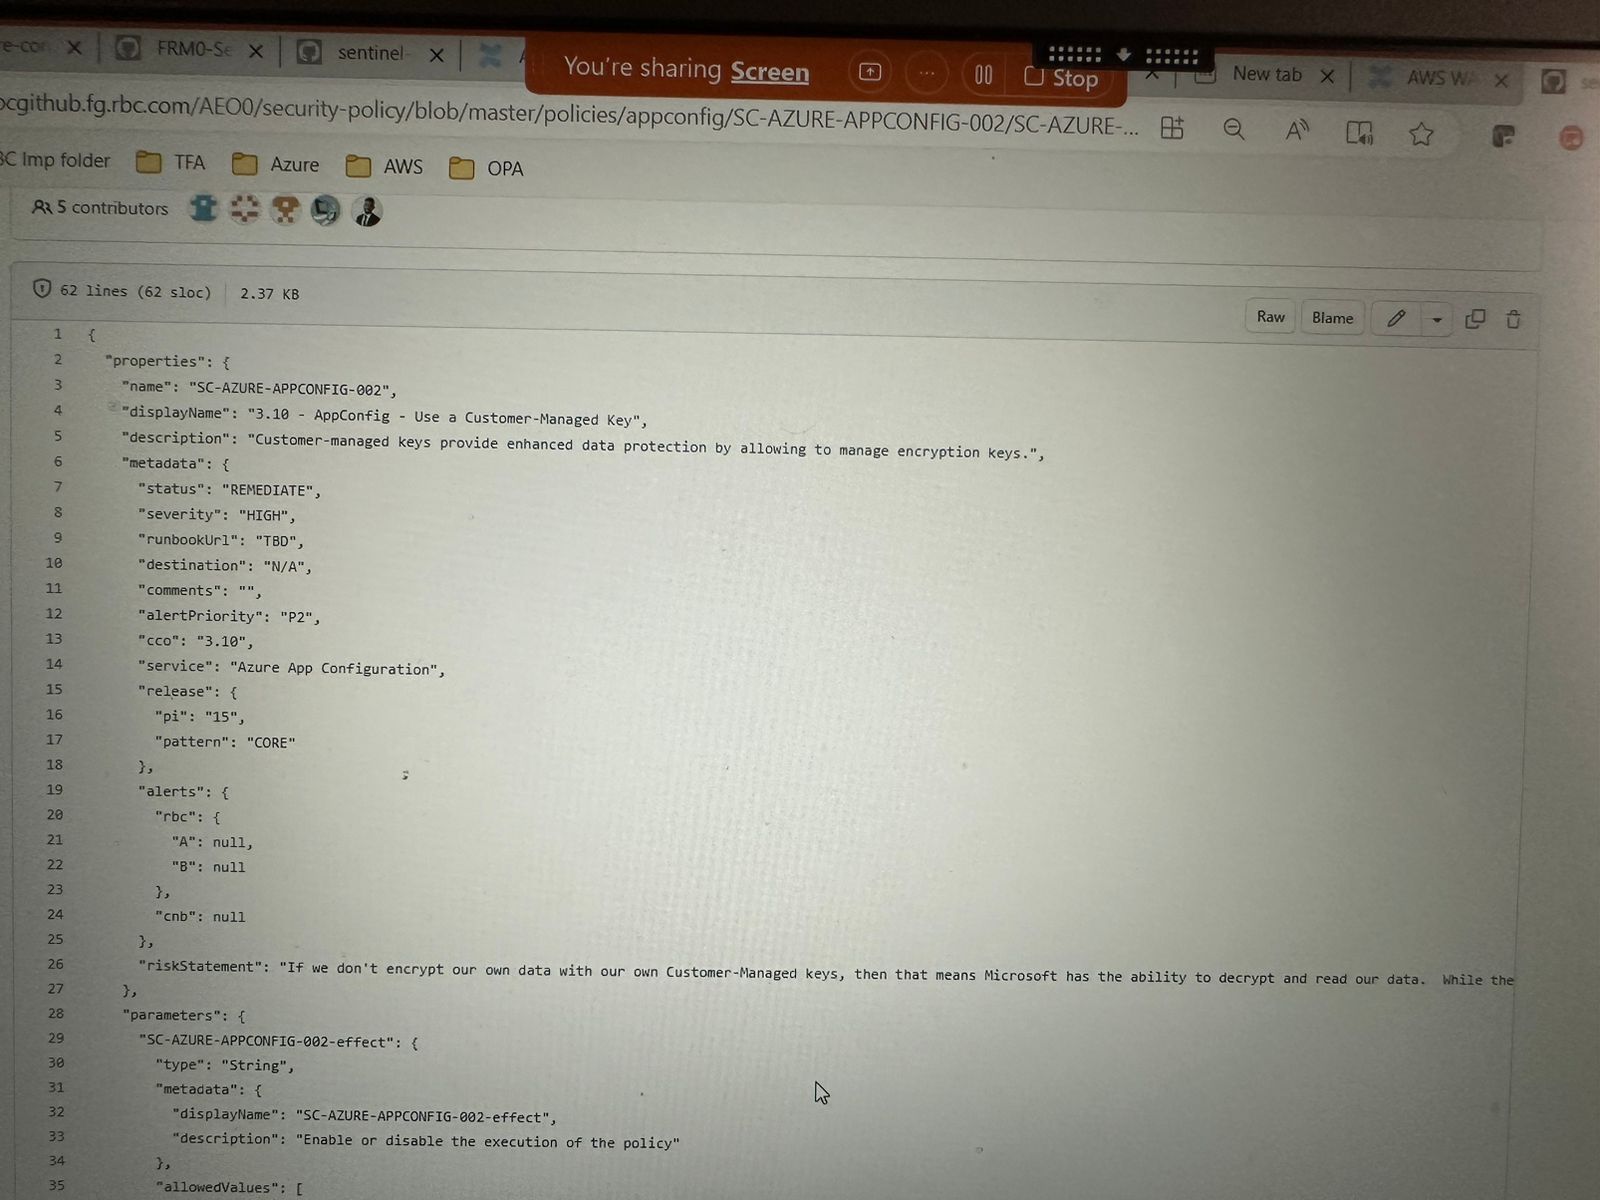 FRM0-Se
sentinel-
You're sharing Screen
Stop
New tab
AWS WA
ocgithub.fg.rbc.com/AEO0/security-policy/blob/master/policies/appconfig/SC-AZURE-APPCONFIG-002/SC-AZURE-...
Imp folder
TFA
Azure
AWS
OPA
5 contributors
62 lines (62 sloc)
2.37 KB
Raw
Blame
1 {
2 "properties": {
3 "name": "SC-AZURE-APPCONFIG-002",
4 "displayName": "3.10 - AppConfig - Use a Customer-Managed Key",
5 "description": "Customer-managed keys provide enhanced data protection by allowing to manage encryption keys.",
6 "metadata": {
7 "status": "REMEDIATE",
8 "severity": "HIGH",
9 "runbookUrl": "TBD",
10 "destination": "N/A",
11 "comments": "",
12 "alertPriority": "P2",
13 "cco": "3.10",
14 "service": "Azure App Configuration",
15 "release": {
16 "pi": "15",
17 "pattern": "CORE"
18 },
19 "alerts": {
20 "rbc": {
21 "A": null,
22 "B": null
23 },
24 "cnb": null
25 },
26 "riskStatement": "If we don't encrypt our own data with our own Customer-Managed keys, then that means Microsoft has the ability to decrypt and read our data. While the
27 },
28 "parameters": {
29 "SC-AZURE-APPCONFIG-002-effect": {
30 "type": "String",
31 "metadata": {
32 "displayName": "SC-AZURE-APPCONFIG-002-effect",
33 "description": "Enable or disable the execution of the policy"
34 },
35 "allowedValues": [